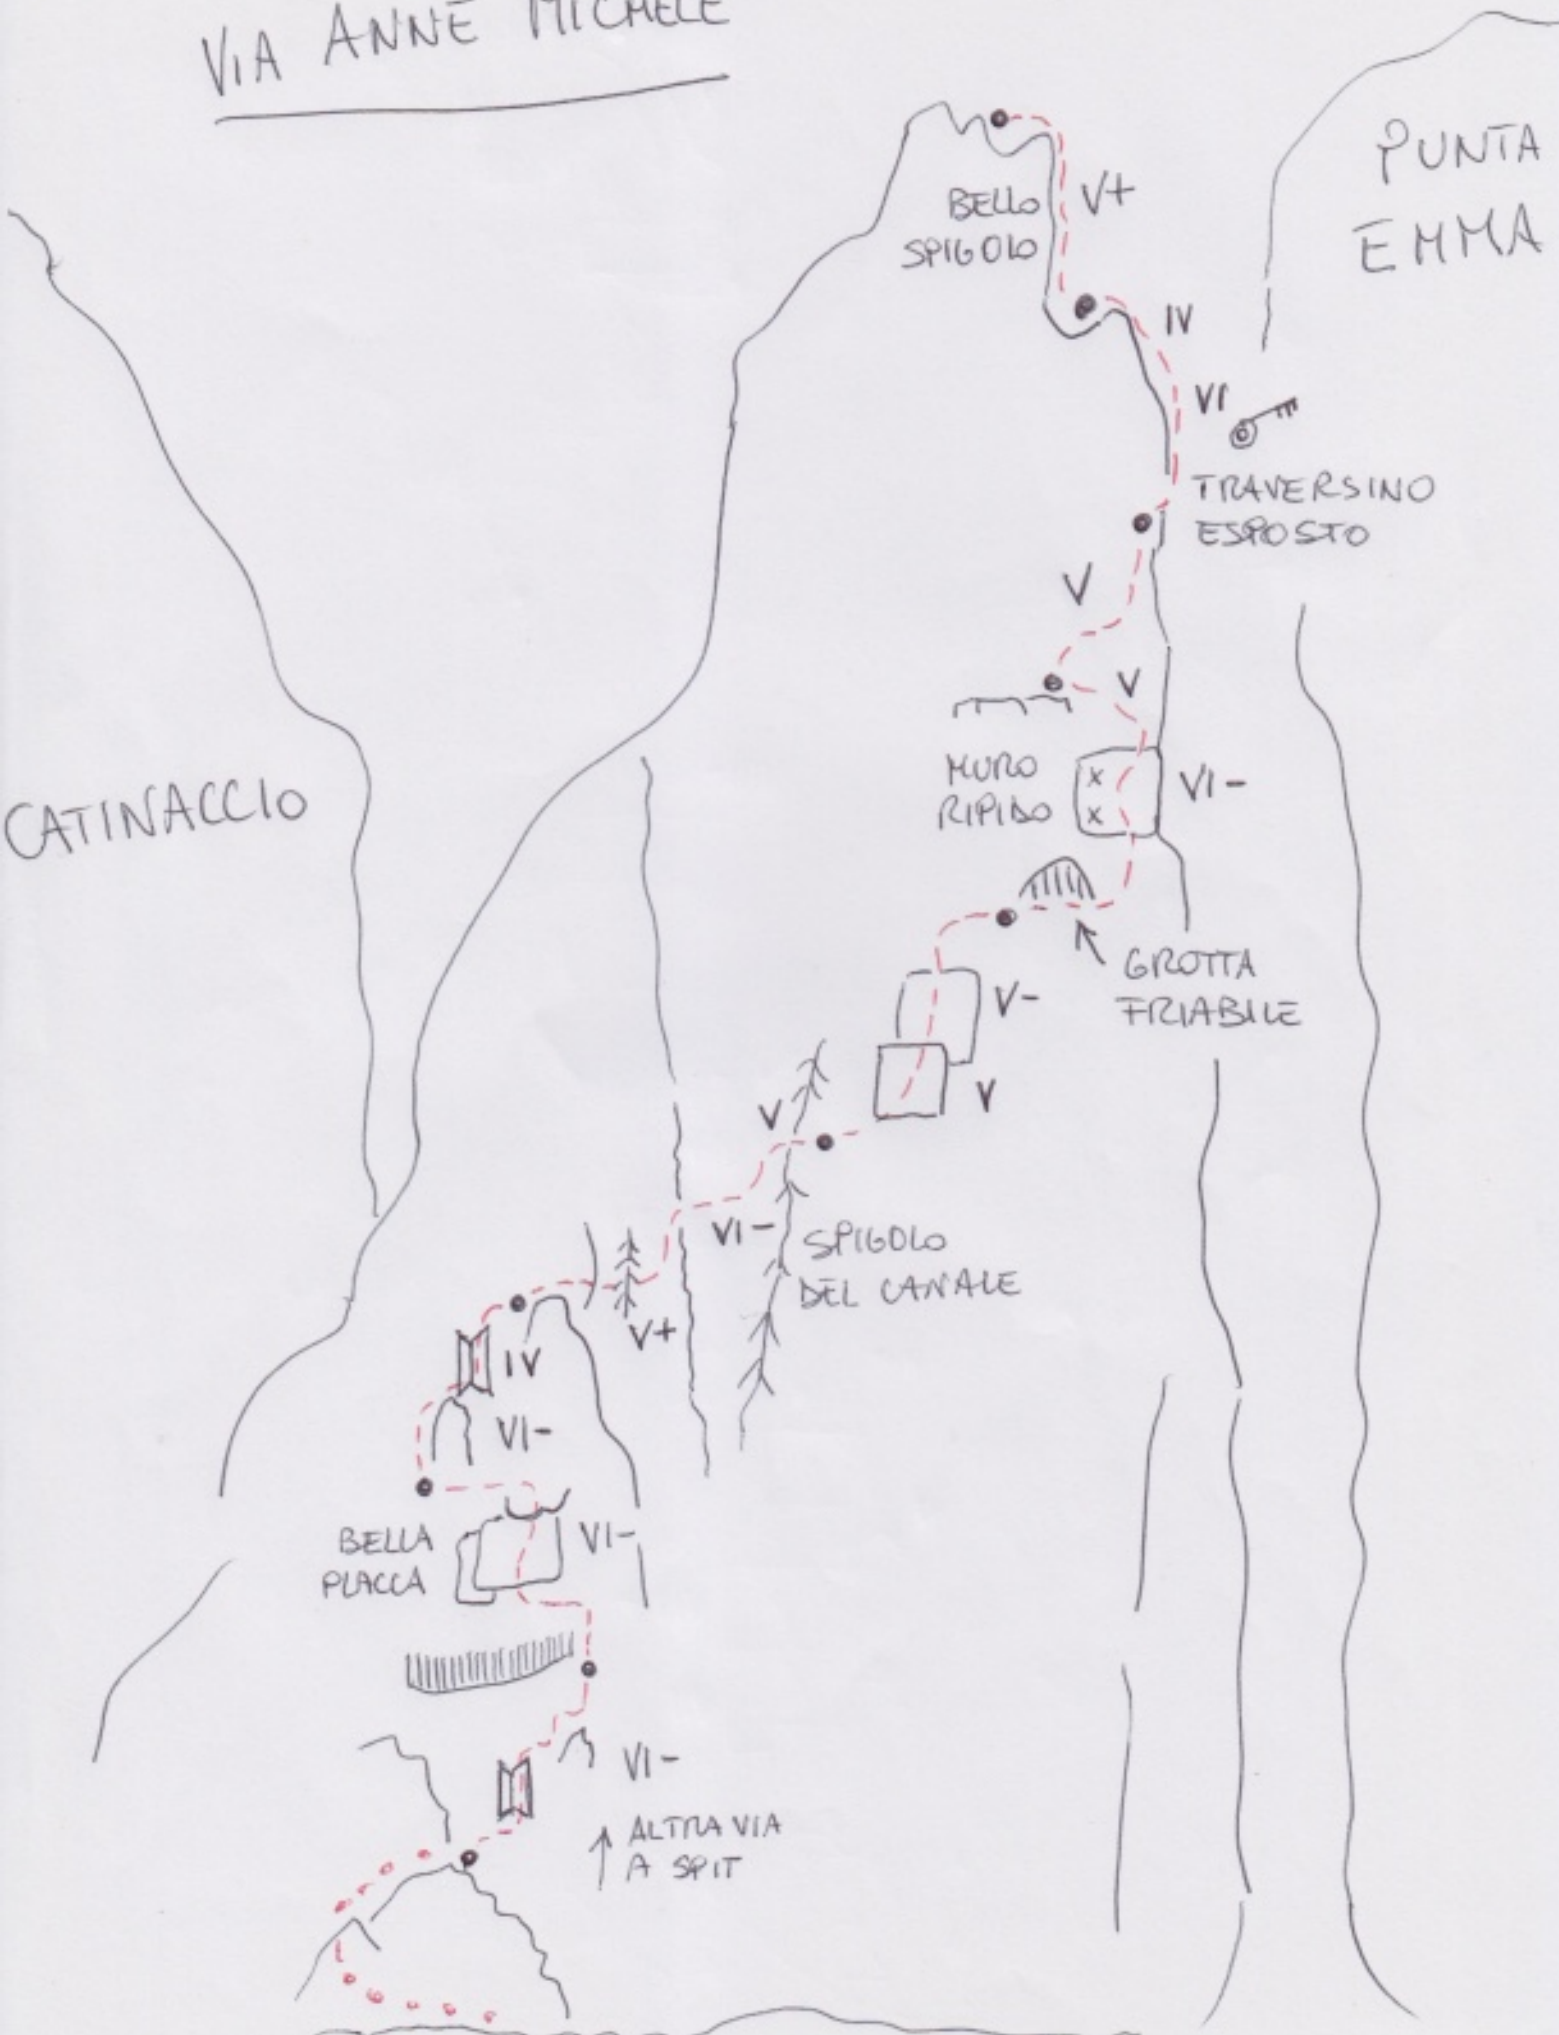 VIA ANNE MICHELE
PUNTA
EMMA
V+
BELLO
SPIGOLO
IV
VI
TRAVERSINO
ESPOSTO
V
V
MURO
RIPIDO
VI-
CATINACCIO
GROTTA
FRIABILE
V-
V
V
VI-
SPIGOLO
DEL CANALE
V+
IV
VI-
BELLA
PLACCA
VI-
VI-
ALTRA VIA
A SPIT